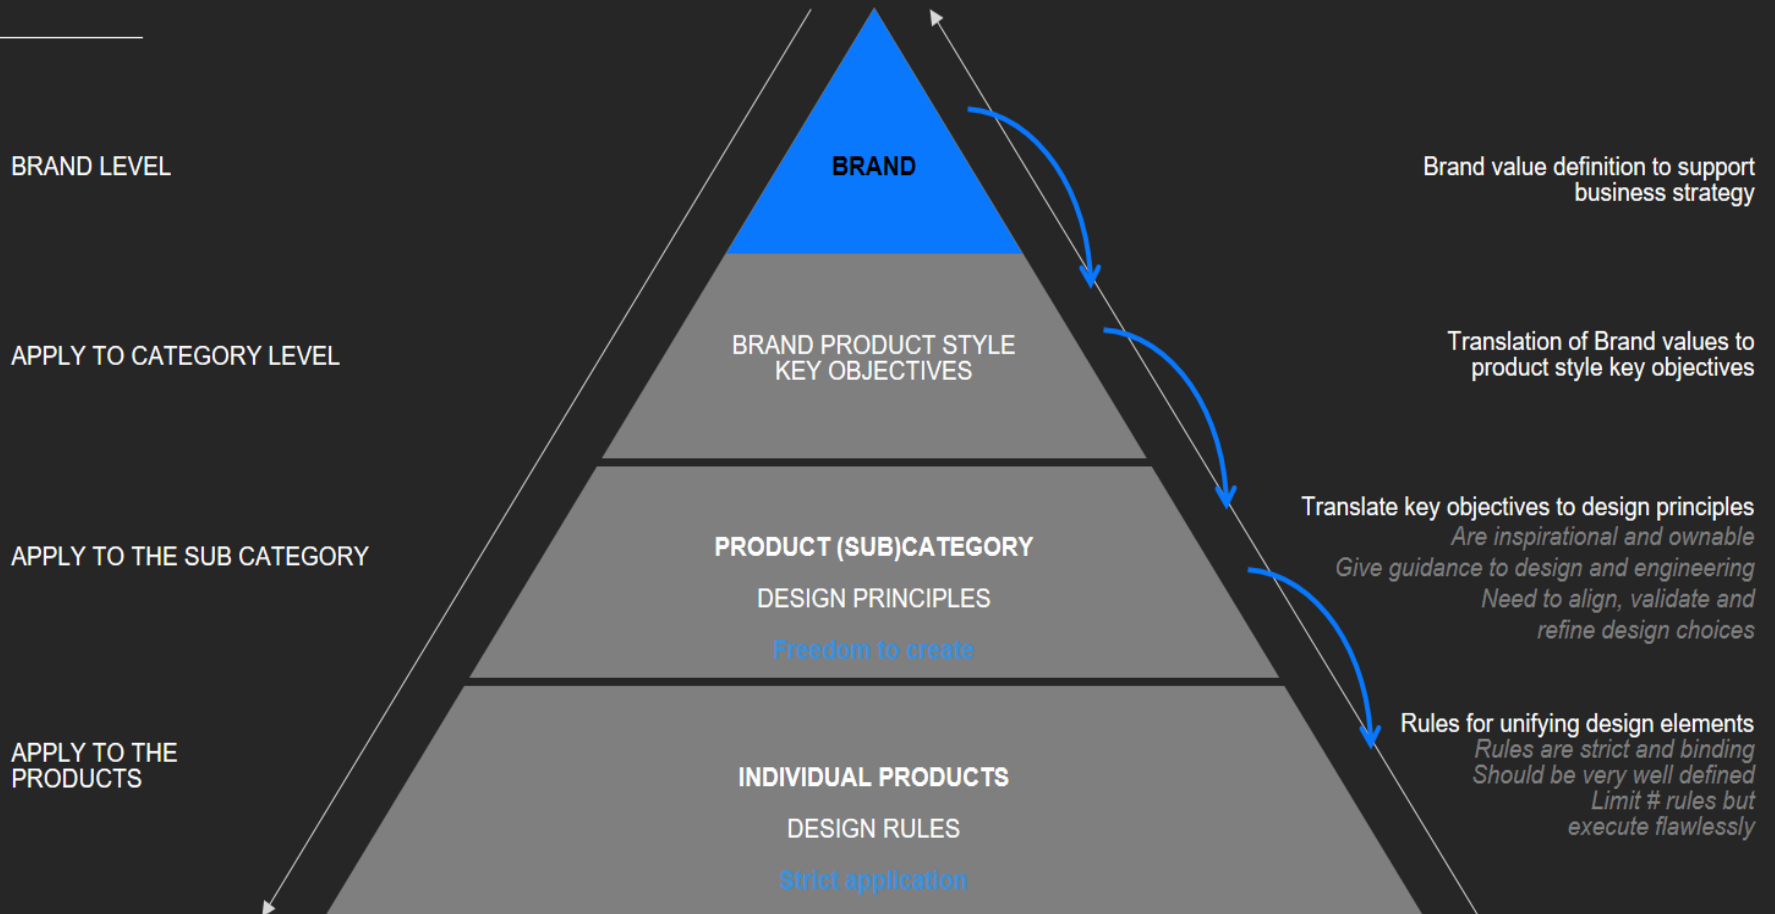 BRAND LEVEL
BRAND
Brand value definition to support
business strategy
APPLY TO CATEGORY LEVEL
BRAND PRODUCT STYLE
KEY OBJECTIVES
Translation of Brand values to
product style key objectives
APPLY TO THE SUB CATEGORY
PRODUCT (SUB)CATEGORY
DESIGN PRINCIPLES
Freedom to create
Translate key objectives to design principles
Are inspirational and ownable
Give guidance to design and engineering
Need to align, validate and
refine design choices
APPLY TO THE
PRODUCTS
INDIVIDUAL PRODUCTS
DESIGN RULES
Strict application
Rules for unifying design elements
Rules are strict and binding
Should be very well defined
Limit # rules but
execute flawlessly